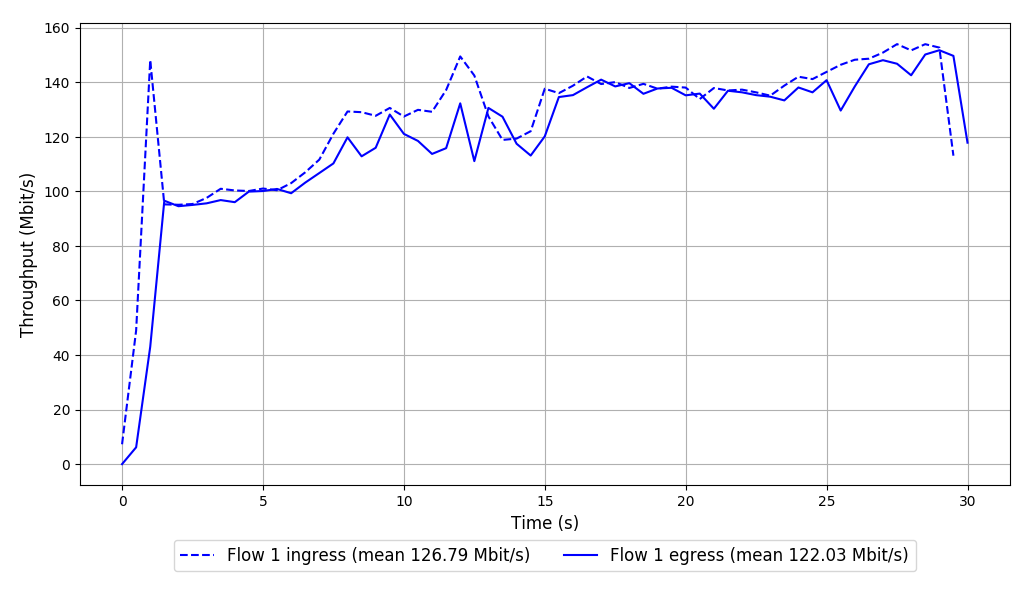 160
140
120
100
80
60
40
20
0
Throughput (Mbit/s)
0 5 10 15 20 25 30
Time (s)
Flow 1 ingress (mean 126.79 Mbit/s) Flow 1 egress (mean 122.03 Mbit/s)